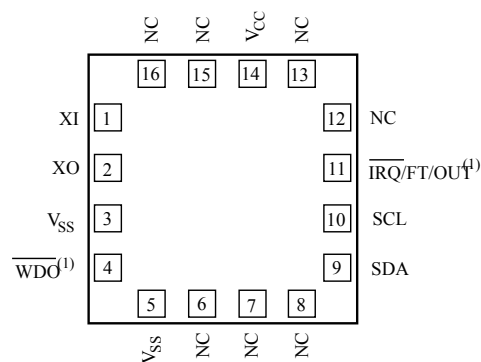 NC NC VCC NC
16 15 14 13
XI 1 12 NC
XO 2 11 IRQ/FT/OUT(1)
VSS 3 10 SCL
WDO(1) 4 9 SDA
5 6 7 8
VSS NC NC NC